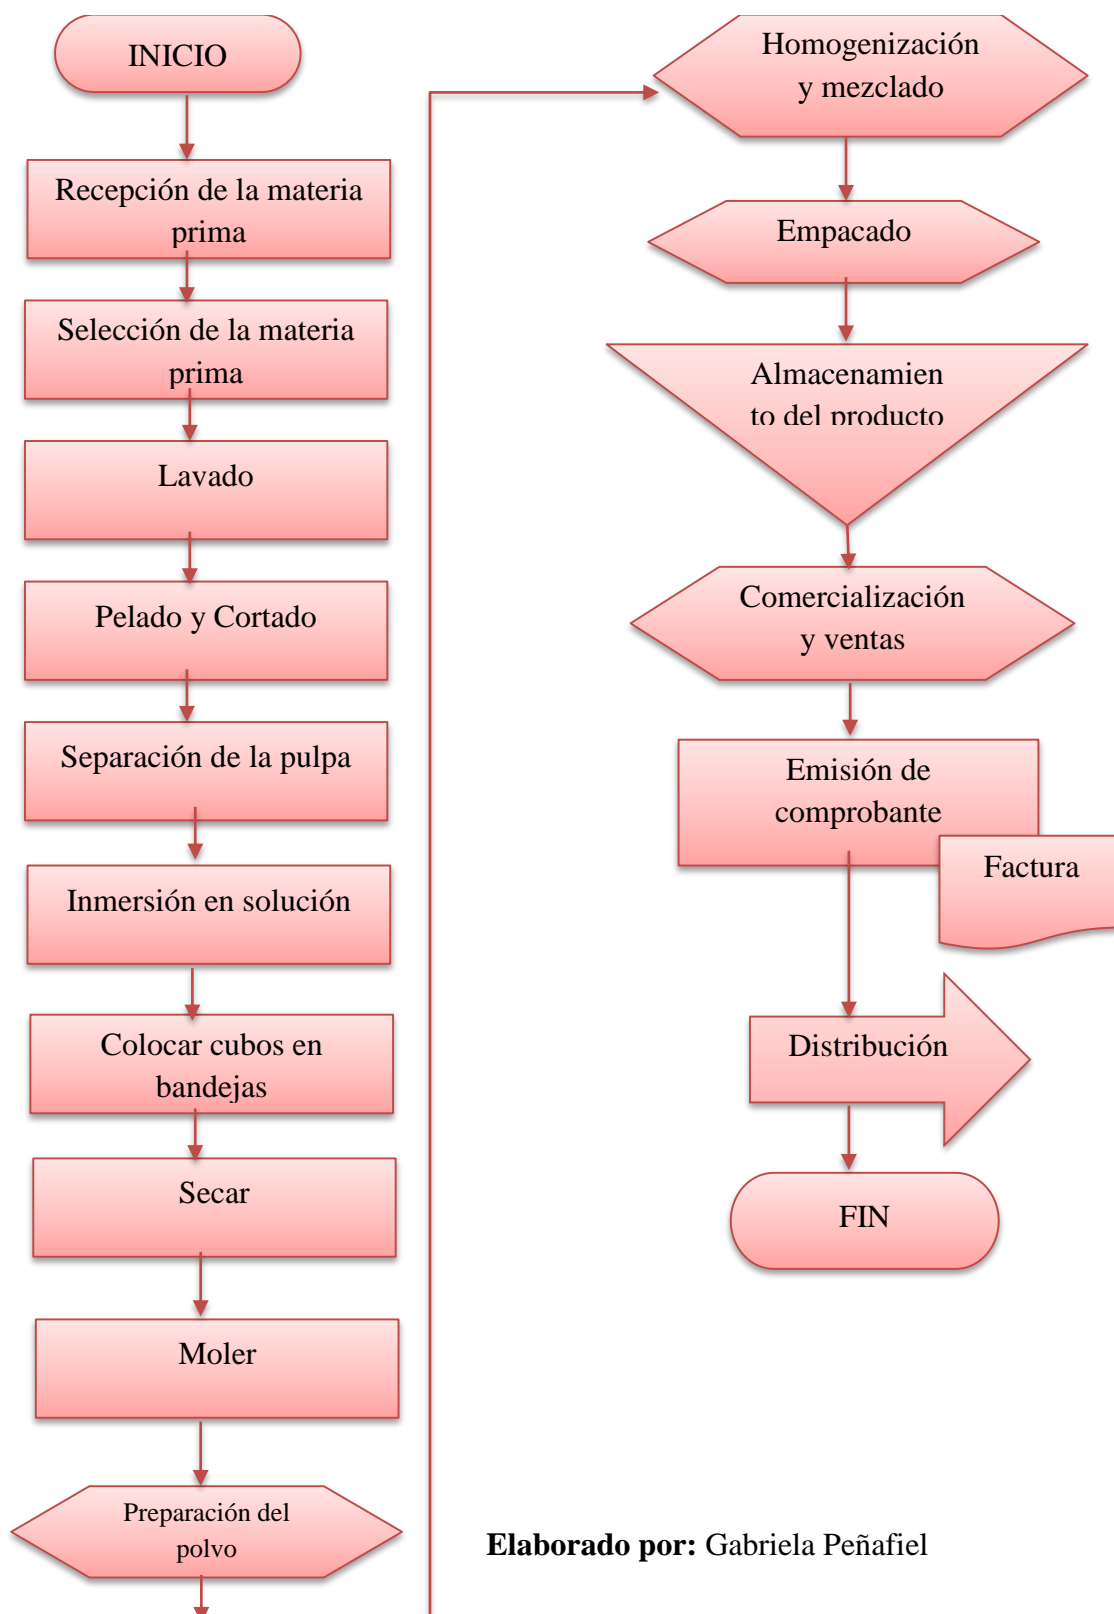 INICIO
Recepción de la materia
prima
Selección de la materia
prima
Lavado
Pelado y Cortado
Separación de la pulpa
Inmersión en solución
Colocar cubos en
bandejas
Secar
Moler
Preparación del
polvo
Homogenización
y mezclado
Empacado
Almacenamien
to del producto
Comercialización
y ventas
Emisión de
comprobante
Factura
Distribución
FIN
Elaborado por: Gabriela Peñafiel